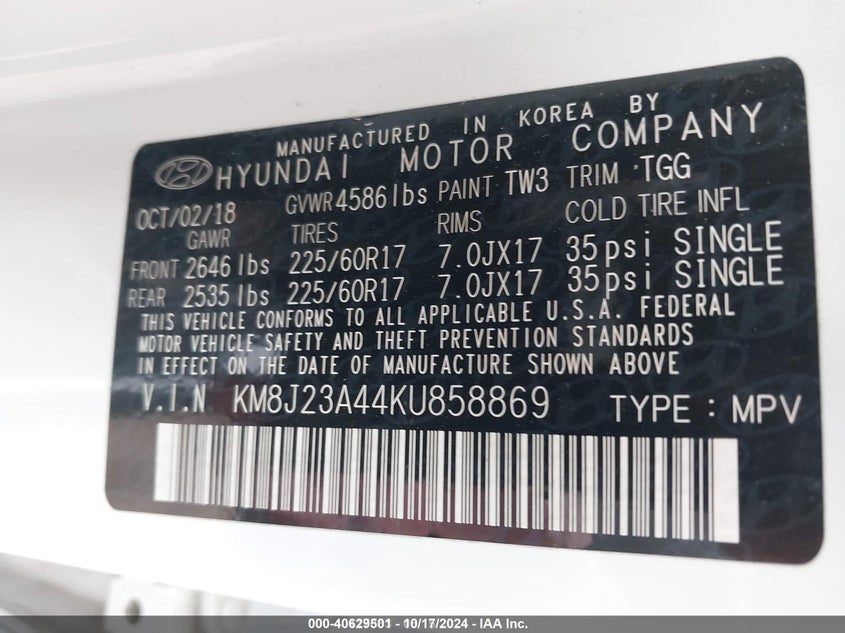 MANUFACTURED IN KOREA BY
HYUNDAI MOTOR COMPANY
OCT/02/18 GVWR 4586 lbs PAINT TW3 TRIM TGG
GAWR TIRES RIMS COLD TIRE INFL
FRONT 2646 lbs 225/60R17 7.0JX17 35psi SINGLE
REAR 2535 lbs 225/60R17 7.0JX17 35psi SINGLE
THIS VEHICLE CONFORMS TO ALL APPLICABLE U.S.A. FEDERAL
MOTOR VEHICLE SAFETY AND THEFT PREVENTION STANDARDS
IN EFFECT ON THE DATE OF MANUFACTURE SHOWN ABOVE
V.I.N KM8J23A44KU858869 TYPE : MPV
000-40629501 - 10/17/2024 - IAA Inc.